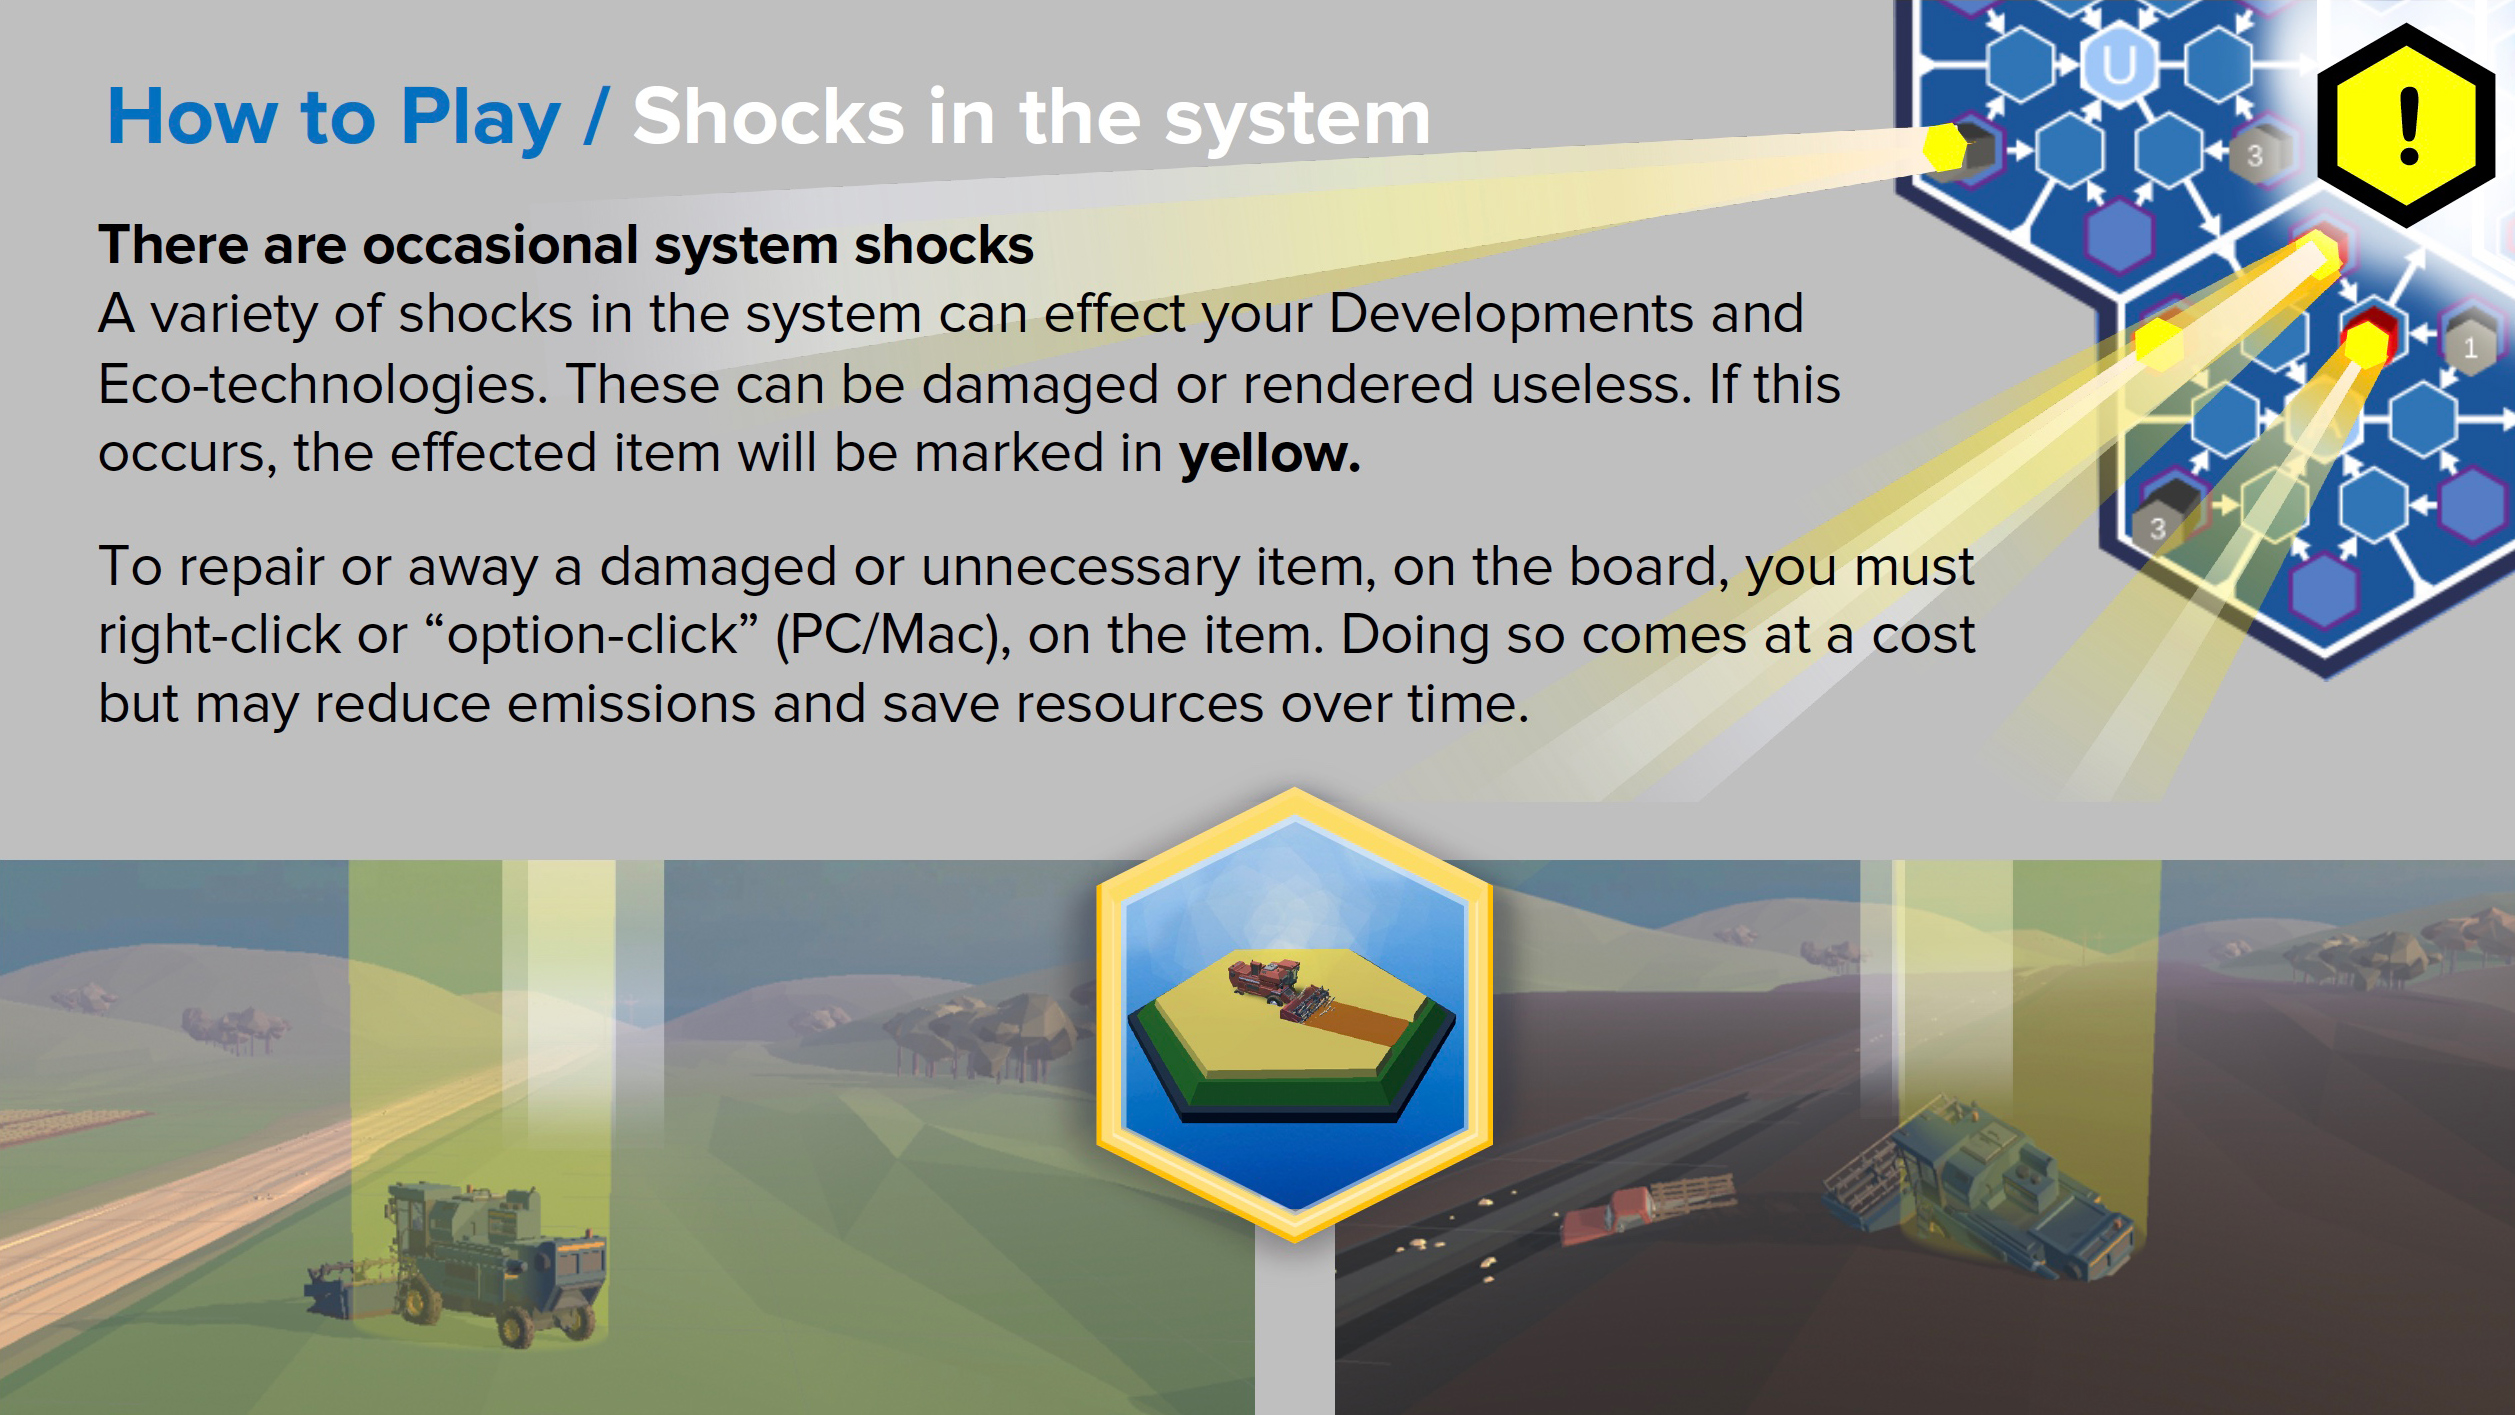 How to Play / Shocks in the system
There are occasional system shocks
A variety of shocks in the system can effect your Developments and
Eco-technologies. These can be damaged or rendered useless. If this
occurs, the effected item will be marked in yellow.
To repair or away a damaged or unnecessary item, on the board, you must
right-click or “option-click” (PC/Mac), on the item. Doing so comes at a cost
but may reduce emissions and save resources over time.
U
!
3
1
3